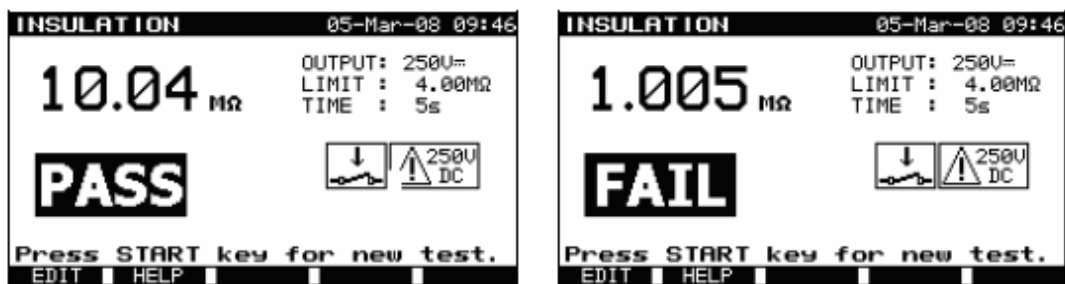 INSULATION 05-Mar-08 09:46
10.04 MΩ
OUTPUT: 250V⎓
LIMIT : 4.00MΩ
TIME : 5s
PASS
250V
DC
Press START key for new test.
EDIT HELP
INSULATION 05-Mar-08 09:46
1.005 MΩ
OUTPUT: 250V⎓
LIMIT : 4.00MΩ
TIME : 5s
FAIL
250V
DC
Press START key for new test.
EDIT HELP